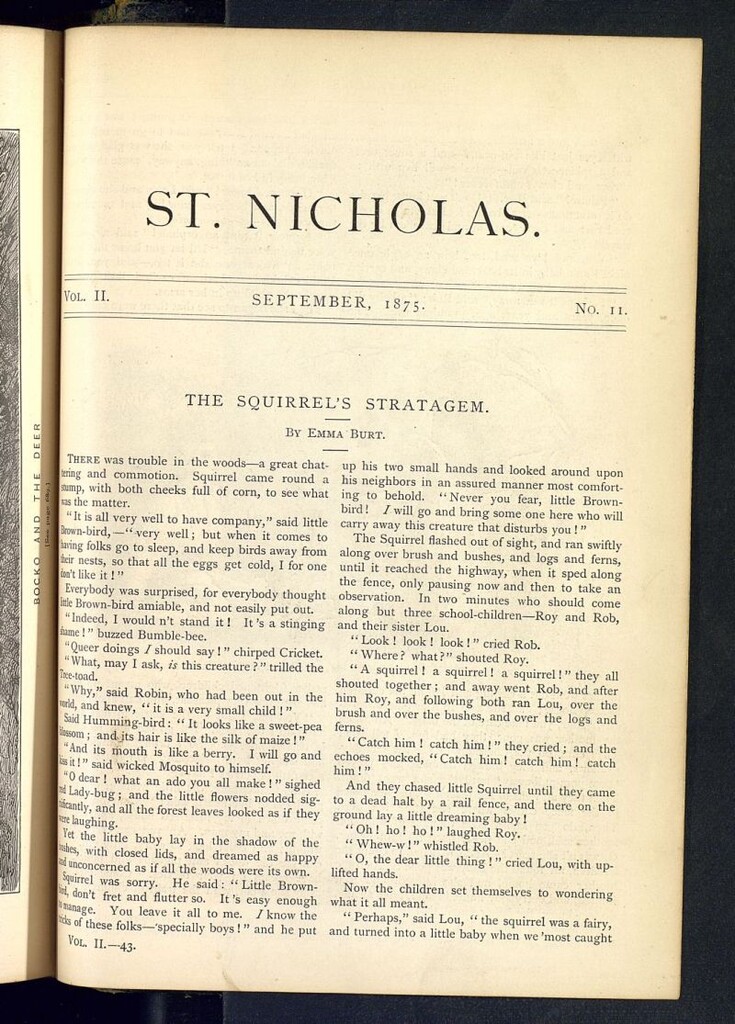 BOCKO AND THE DEER
ST. NICHOLAS.
VOL. II.
SEPTEMBER, 1875.
No. 11.
THE SQUIRREL'S STRATAGEM.
BY EMMA BURT.
THERE was trouble in the woods—a great chat-
tering and commotion. Squirrel came round a
stump, with both cheeks full of corn, to see what
was the matter.
"It is all very well to have company," said little
Brown-bird,—"very well; but when it comes to
having folks go to sleep, and keep birds away from
their nests, so that all the eggs get cold, I for one
don't like it!"
Everybody was surprised, for everybody thought
little Brown-bird amiable, and not easily put out.
"Indeed, I would n't stand it! It's a stinging
shame!" buzzed Bumble-bee.
"Queer doings I should say!" chirped Cricket.
"What, may I ask, is this creature?" trilled the
Tree-toad.
"Why," said Robin, who had been out in the
world, and knew, "it is a very small child!"
Said Humming-bird: "It looks like a sweet-pea
blossom; and its hair is like the silk of maize!"
"And its mouth is like a berry. I will go and
kiss it!" said wicked Mosquito to himself.
"O dear! what an ado you all make!" sighed
old Lady-bug; and the little flowers nodded sig-
nificantly, and all the forest leaves looked as if they
were laughing.
Yet the little baby lay in the shadow of the
bushes, with closed lids, and dreamed as happy
and unconcerned as if all the woods were its own.
Squirrel was sorry. He said: "Little Brown-
bird, don't fret and flutter so. It's easy enough
to manage. You leave it all to me. I know the
tricks of these folks—'specially boys!" and he put
VOL. II.—43.
up his two small hands and looked around upon
his neighbors in an assured manner most comfort-
ing to behold. "Never you fear, little Brown-
bird! I will go and bring some one here who will
carry away this creature that disturbs you!"
The Squirrel flashed out of sight, and ran swiftly
along over brush and bushes, and logs and ferns,
until it reached the highway, when it sped along
the fence, only pausing now and then to take an
observation. In two minutes who should come
along but three school-children—Roy and Rob,
and their sister Lou.
"Look! look! look!" cried Rob.
"Where? what?" shouted Roy.
"A squirrel! a squirrel! a squirrel!" they all
shouted together; and away went Rob, and after
him Roy, and following both ran Lou, over the
brush and over the bushes, and over the logs and
ferns.
"Catch him! catch him!" they cried; and the
echoes mocked, "Catch him! catch him! catch
him!"
And they chased little Squirrel until they came
to a dead halt by a rail fence, and there on the
ground lay a little dreaming baby!
"Oh! ho! ho!" laughed Roy.
"Whew-w!" whistled Rob.
"O, the dear little thing!" cried Lou, with up-
lifted hands.
Now the children set themselves to wondering
what it all meant.
"Perhaps," said Lou, "the squirrel was a fairy,
and turned into a little baby when we 'most caught